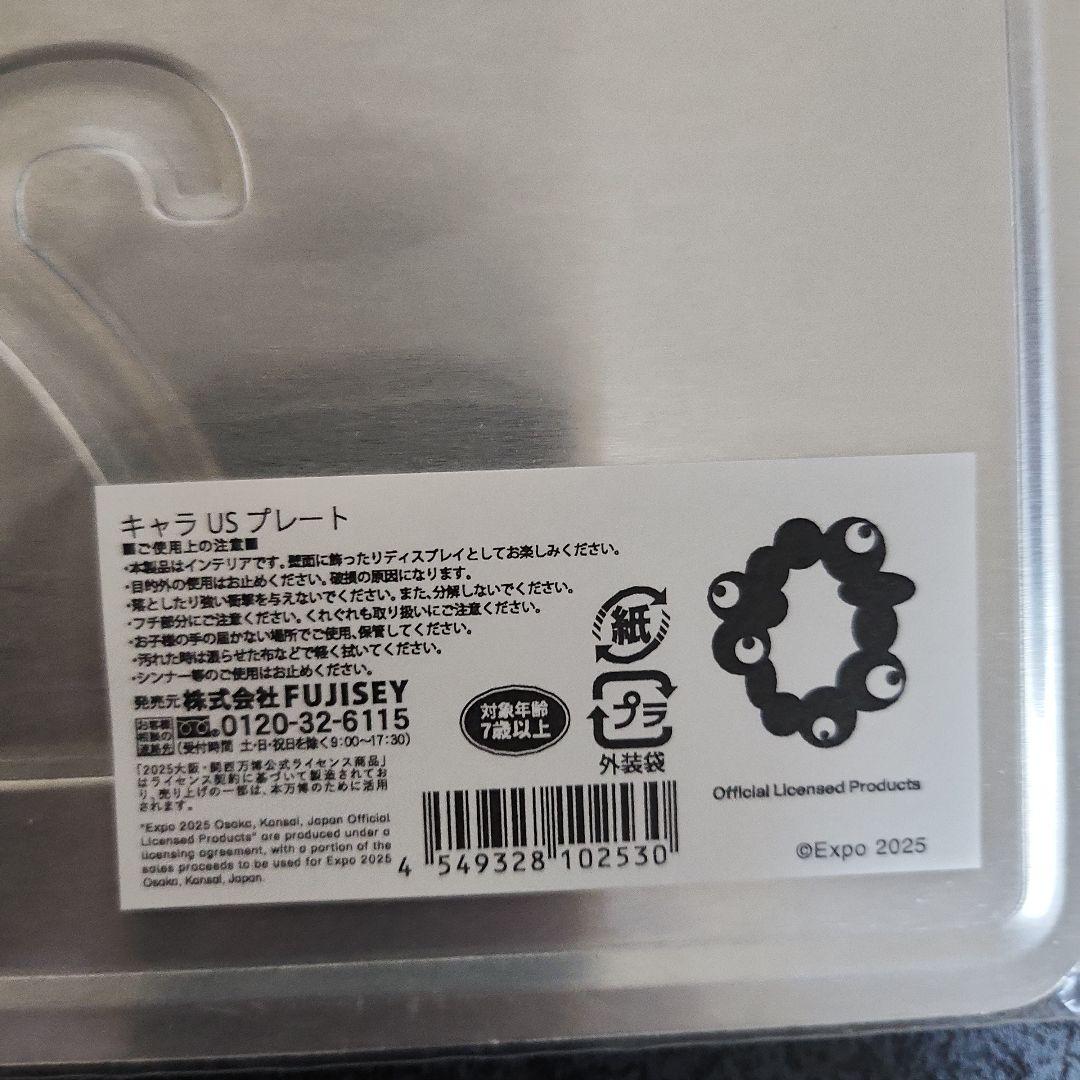 キャラ US プレート
■ご使用上の注意■
・本製品はインテリアです。壁面に飾ったりディスプレイとしてお楽しみください。
・目的外の使用はお止めください。破損の原因になります。
・落としたり強い衝撃を与えないでください。また、分解しないでください。
・フチ部分にご注意ください。くれぐれも取り扱いにご注意ください。
・お子様の手の届かない場所でご使用、保管してください。
・汚れた時は濡らせた布などで軽く拭いてください。
・シンナー等のご使用はお止めください。
発売元 株式会社 FUJISEY
お客様
相談の
連絡先
0120-32-6115
(受付時間 土・日・祝日を除く9:00〜17:30)
「2025大阪・関西万博公式ライセンス商品」
はライセンス契約に基づいて製造されてお
り、売り上げの一部は、本万博のために活用
されます。
"Expo 2025 Osaka, Kansai, Japan Official
Licensed Products" are produced under a
licensing agreement, with a portion of the
sales proceeds to be used for Expo 2025
Osaka, Kansai, Japan.
対象年齢
7歳以上
紙
プラ
外装袋
4 549328 102530
Official Licensed Products
©Expo 2025